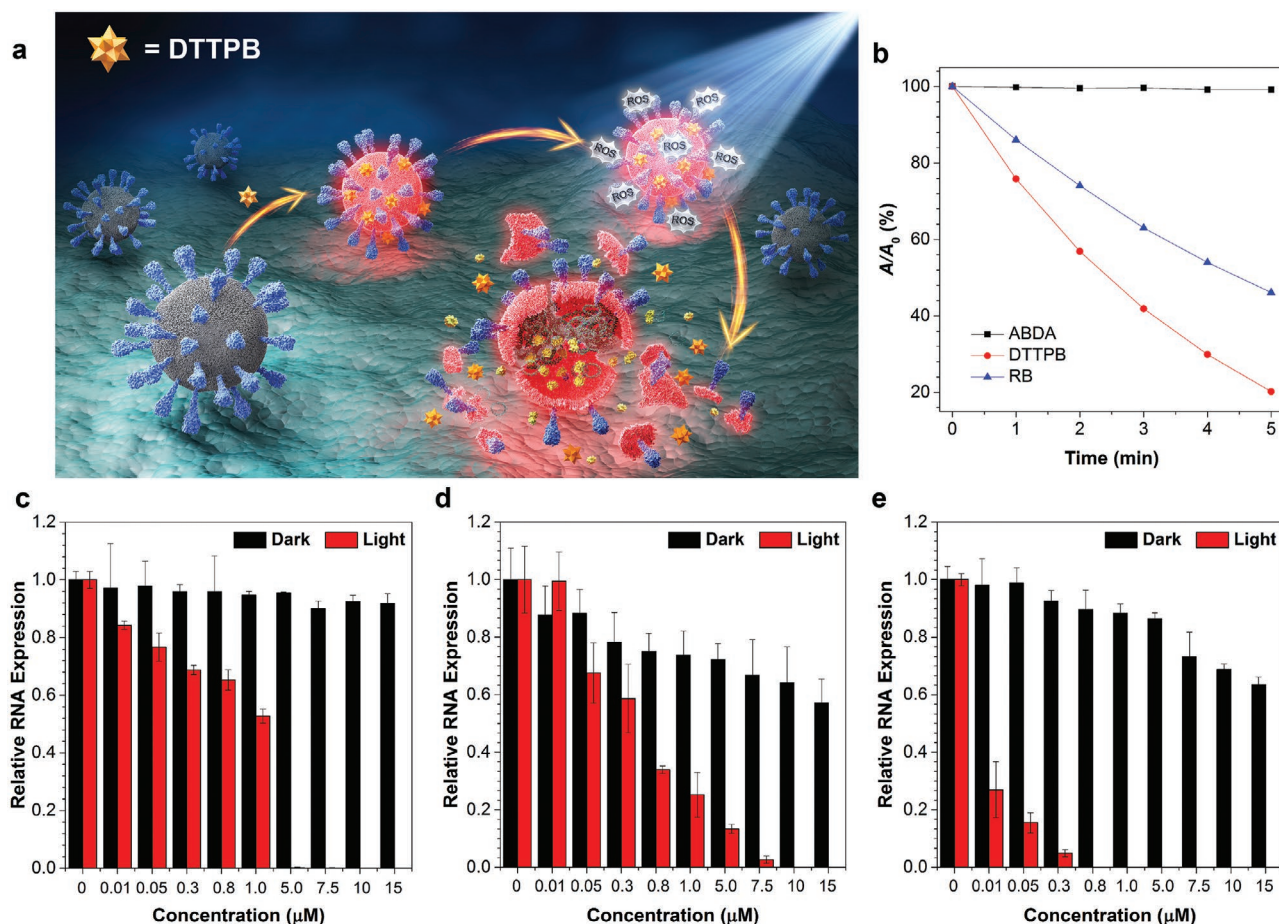 a
= DTTPB
ROS
ROS
ROS
ROS
ROS
ROS
ROS
b
100
80
60
40
20
A/A0 (%)
ABDA
DTTPB
RB
0 1 2 3 4 5
Time (min)
c
Dark Light
1.2
1.0
0.8
0.6
0.4
0.2
0.0
Relative RNA Expression
0 0.01 0.05 0.3 0.8 1.0 5.0 7.5 10 15
Concentration (μM)
d
Dark Light
1.2
1.0
0.8
0.6
0.4
0.2
0.0
Relative RNA Expression
0 0.01 0.05 0.3 0.8 1.0 5.0 7.5 10 15
Concentration (μM)
e
Dark Light
1.2
1.0
0.8
0.6
0.4
0.2
0.0
Relative RNA Expression
0 0.01 0.05 0.3 0.8 1.0 5.0 7.5 10 15
Concentration (μM)